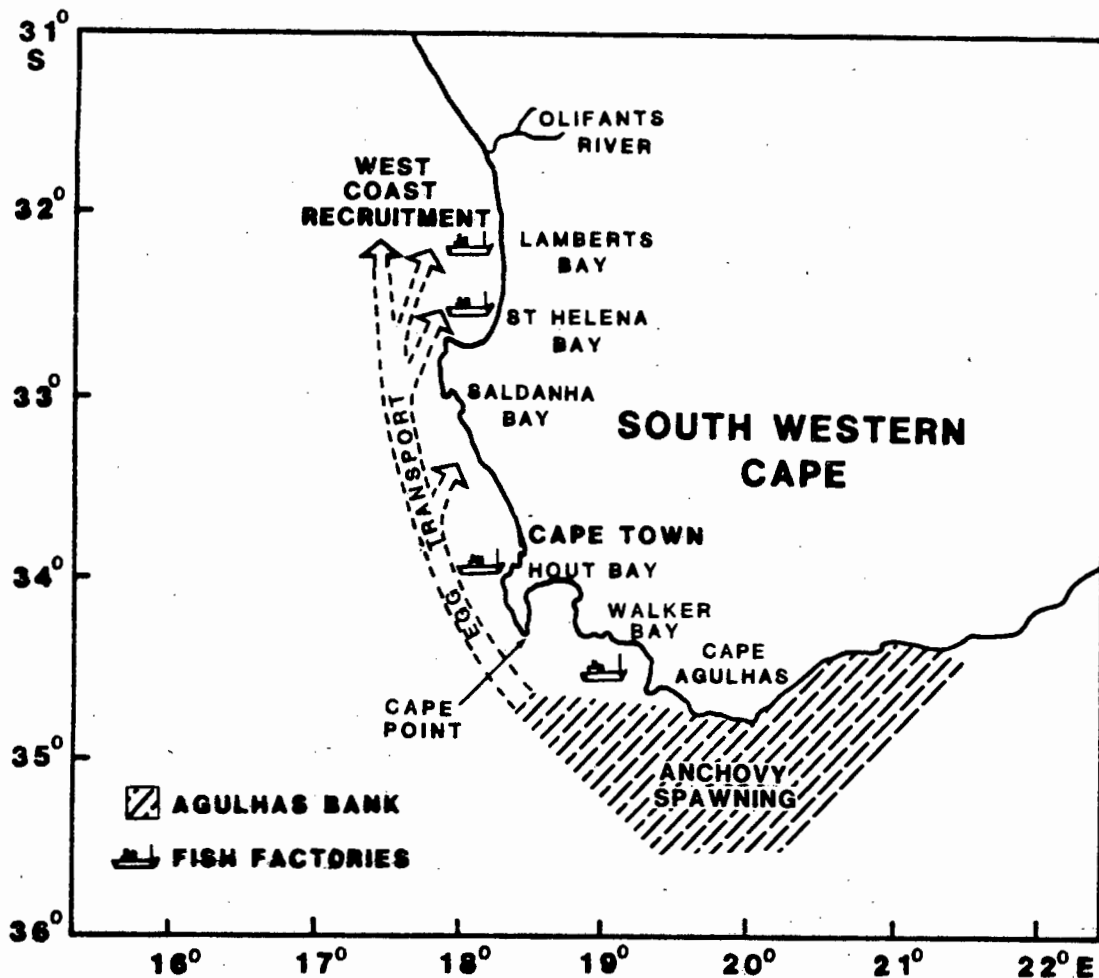 31°
S
OLIFANTS
RIVER
WEST
COAST
RECRUITMENT
32°
LAMBERTS
BAY
ST HELENA
BAY
33°
SALDANHA
BAY
SOUTH WESTERN
CAPE
EGG TRANSPORT
CAPE TOWN
34°
HOUT BAY
WALKER
BAY
CAPE
AGULHAS
CAPE
POINT
35°
ANCHOVY
SPAWNING
AGULHAS BANK
FISH FACTORIES
36°
16° 17° 18° 19° 20° 21° 22°E